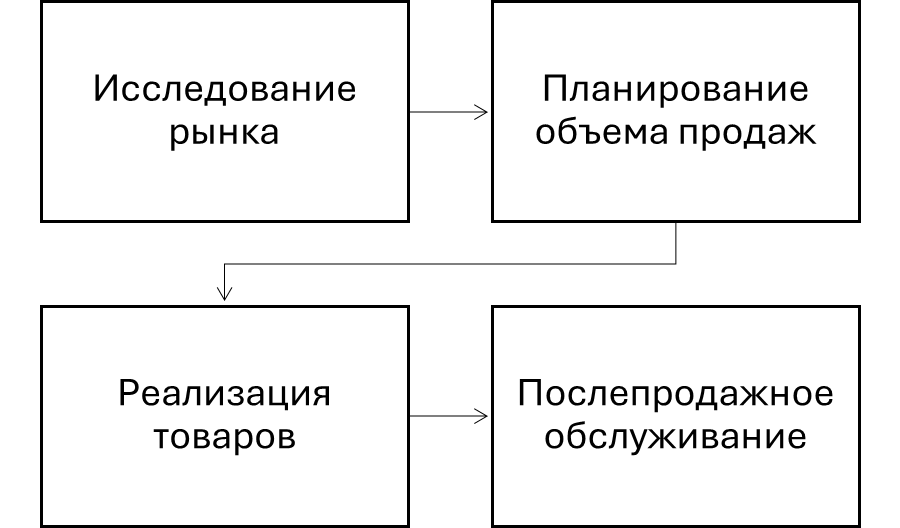 Исследование
рынка
Планирование
объема продаж
Реализация
товаров
Послепродажное
обслуживание